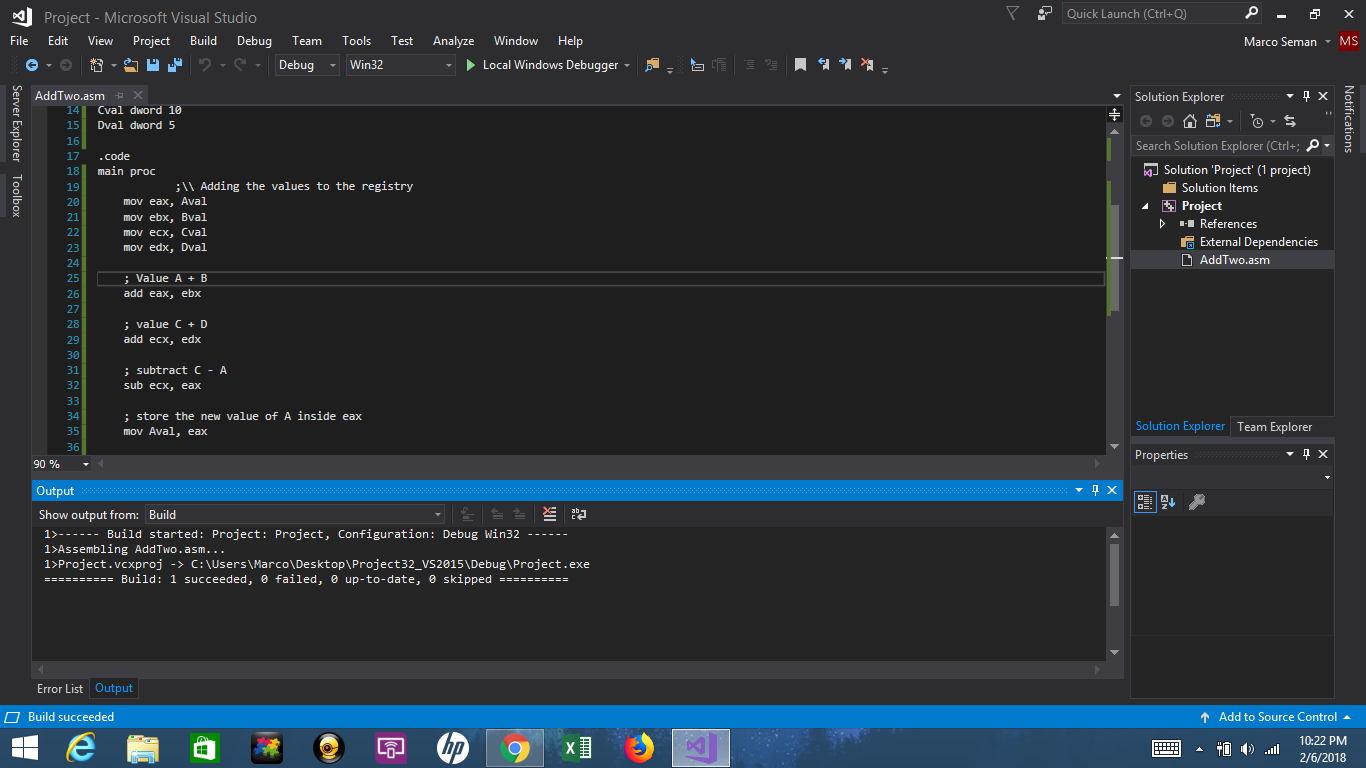 Project - Microsoft Visual Studio
Quick Launch (Ctrl+Q)
File Edit View Project Build Debug Team Tools Test Analyze Window Help
Marco Seman MS
Debug Win32 Local Windows Debugger
Server Explorer
Toolbox
AddTwo.asm
14 Cval dword 10
15 Dval dword 5
16
17 .code
18 main proc
19 ;\\ Adding the values to the registry
20 mov eax, Aval
21 mov ebx, Bval
22 mov ecx, Cval
23 mov edx, Dval
24
25 ; Value A + B
26 add eax, ebx
27
28 ; value C + D
29 add ecx, edx
30
31 ; subtract C - A
32 sub ecx, eax
33
34 ; store the new value of A inside eax
35 mov Aval, eax
36
90 %
Output
Show output from: Build
1>------ Build started: Project: Project, Configuration: Debug Win32 ------
1>Assembling AddTwo.asm...
1>Project.vcxproj -> C:\Users\Marco\Desktop\Project32_VS2015\Debug\Project.exe
========== Build: 1 succeeded, 0 failed, 0 up-to-date, 0 skipped ==========
Error List Output
Solution Explorer
Search Solution Explorer (Ctrl+;
Solution 'Project' (1 project)
Solution Items
Project
References
External Dependencies
AddTwo.asm
Solution Explorer Team Explorer
Properties
Notifications
Build succeeded
Add to Source Control
hp
10:22 PM
2/6/2018